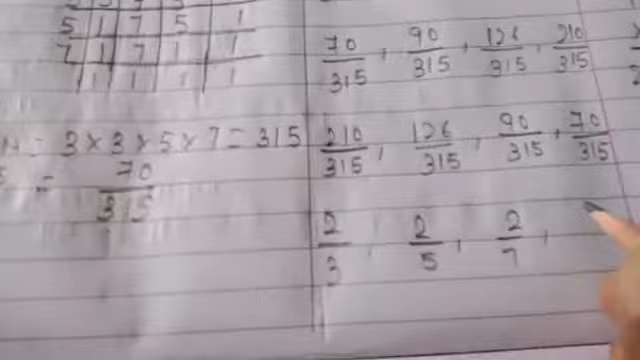 5 | 1 | 7 | 5 | 1
7 | 1 | 7 | 1 | 1
1 | 1 | 1 | 1
= 3 × 3 × 5 × 7 = 315
= 70/315
70/315, 90/315, 126/315, 210/315
210/315, 126/315, 90/315, 70/315
2/3, 2/5, 2/7,